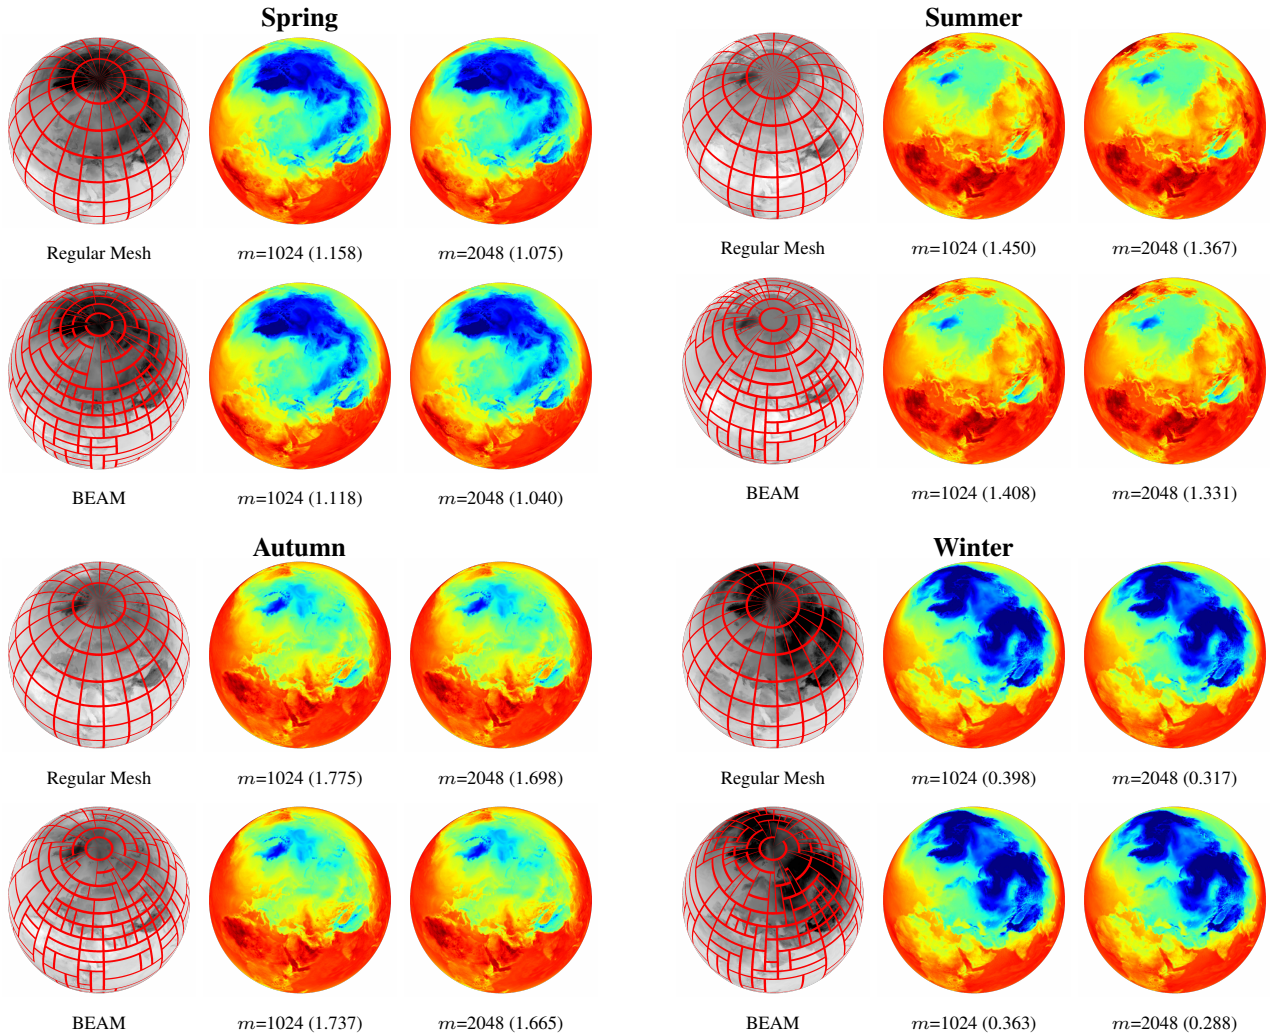 Spring
Regular Mesh m=1024 (1.158) m=2048 (1.075)
BEAM m=1024 (1.118) m=2048 (1.040)
Summer
Regular Mesh m=1024 (1.450) m=2048 (1.367)
BEAM m=1024 (1.408) m=2048 (1.331)
Autumn
Regular Mesh m=1024 (1.775) m=2048 (1.698)
BEAM m=1024 (1.737) m=2048 (1.665)
Winter
Regular Mesh m=1024 (0.398) m=2048 (0.317)
BEAM m=1024 (0.363) m=2048 (0.288)